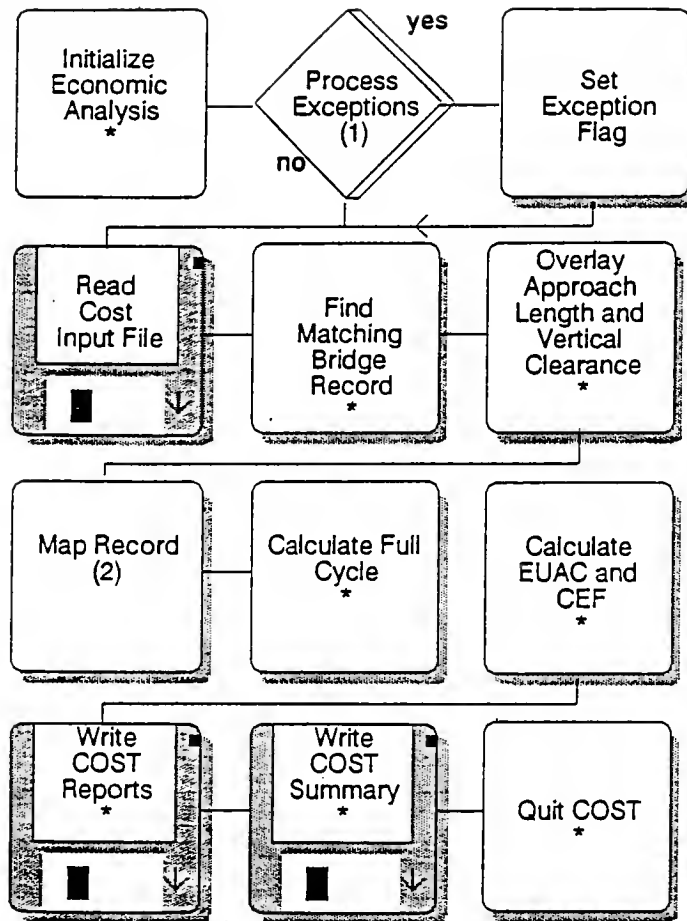 yes
Initialize
Economic
Analysis
*
Process
Exceptions
(1)
no
Set
Exception
Flag
Read
Cost
Input File
Find
Matching
Bridge
Record
*
Overlay
Approach
Length and
Vertical
Clearance
*
Map Record
(2)
Calculate Full
Cycle
*
Calculate
EUAC and
CEF
*
Write
COST
Reports
*
Write
COST
Summary
*
Quit COST
*